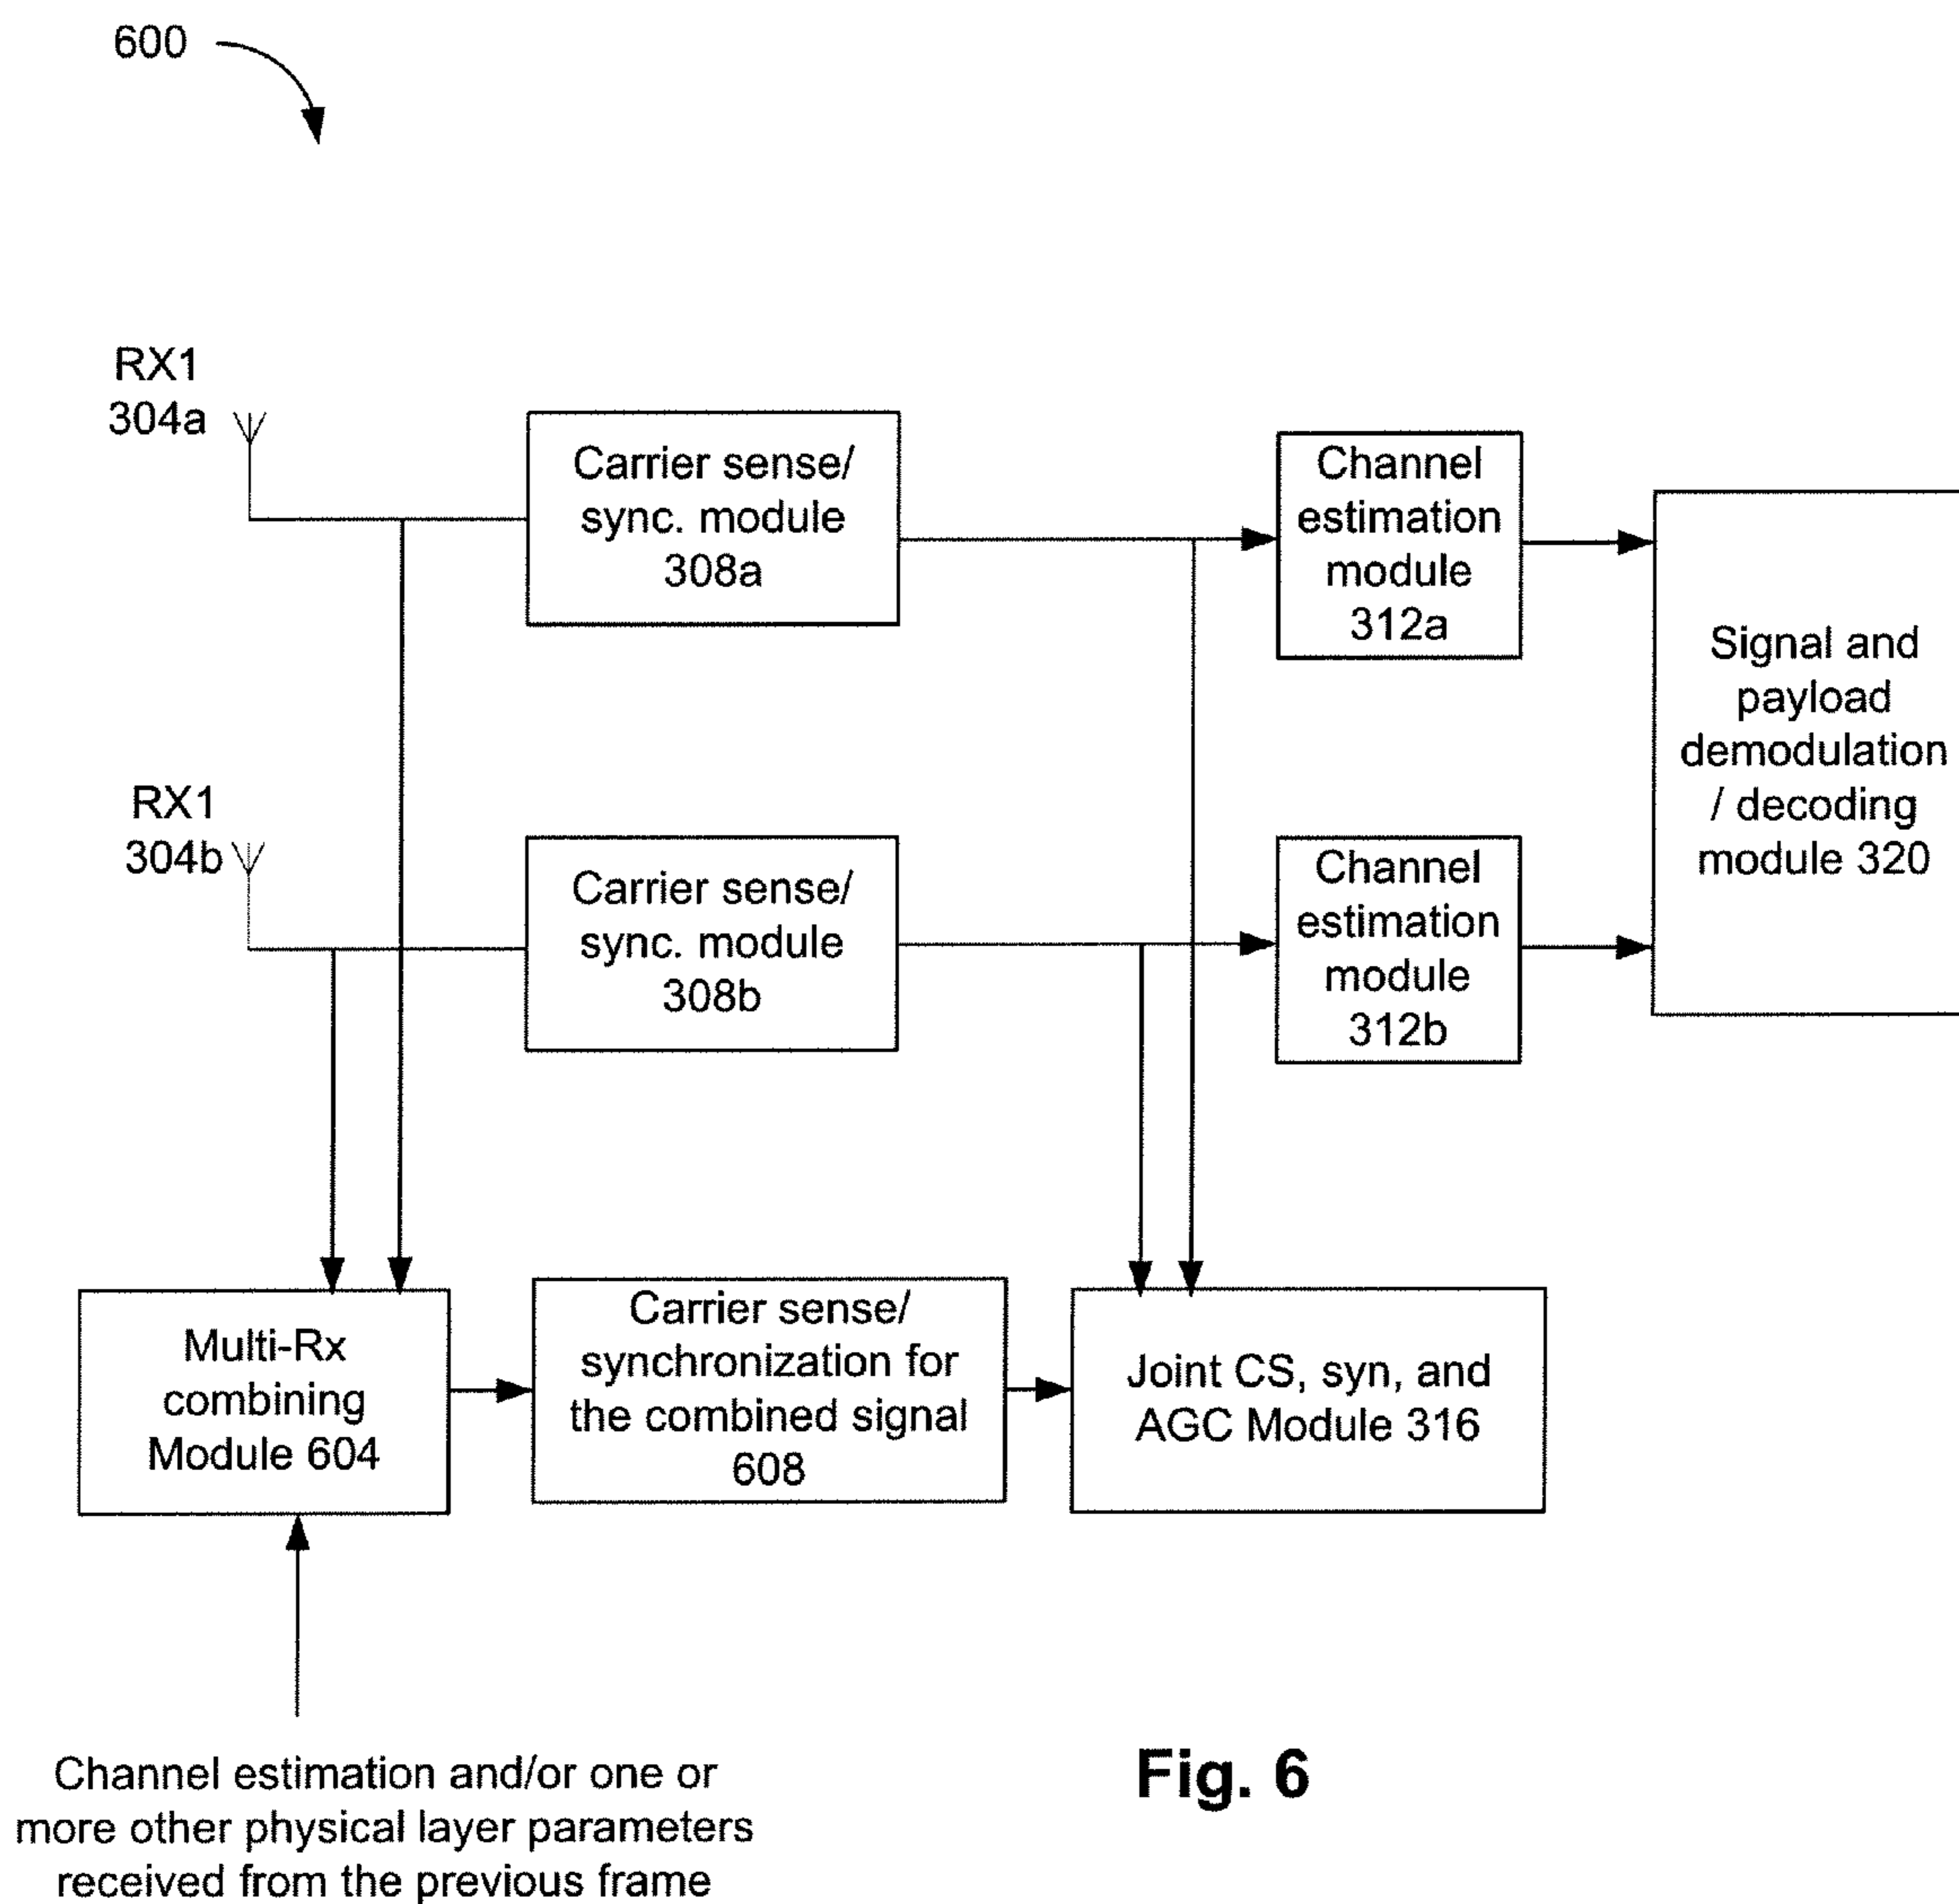 600
RX1
304a
Carrier sense/
sync. module
308a
Channel
estimation
module
312a
Signal and
payload
demodulation
/ decoding
module 320
RX1
304b
Carrier sense/
sync. module
308b
Channel
estimation
module
312b
Multi-Rx
combining
Module 604
Carrier sense/
synchronization for
the combined signal
608
Joint CS, syn, and
AGC Module 316
Channel estimation and/or one or
more other physical layer parameters
received from the previous frame
Fig. 6